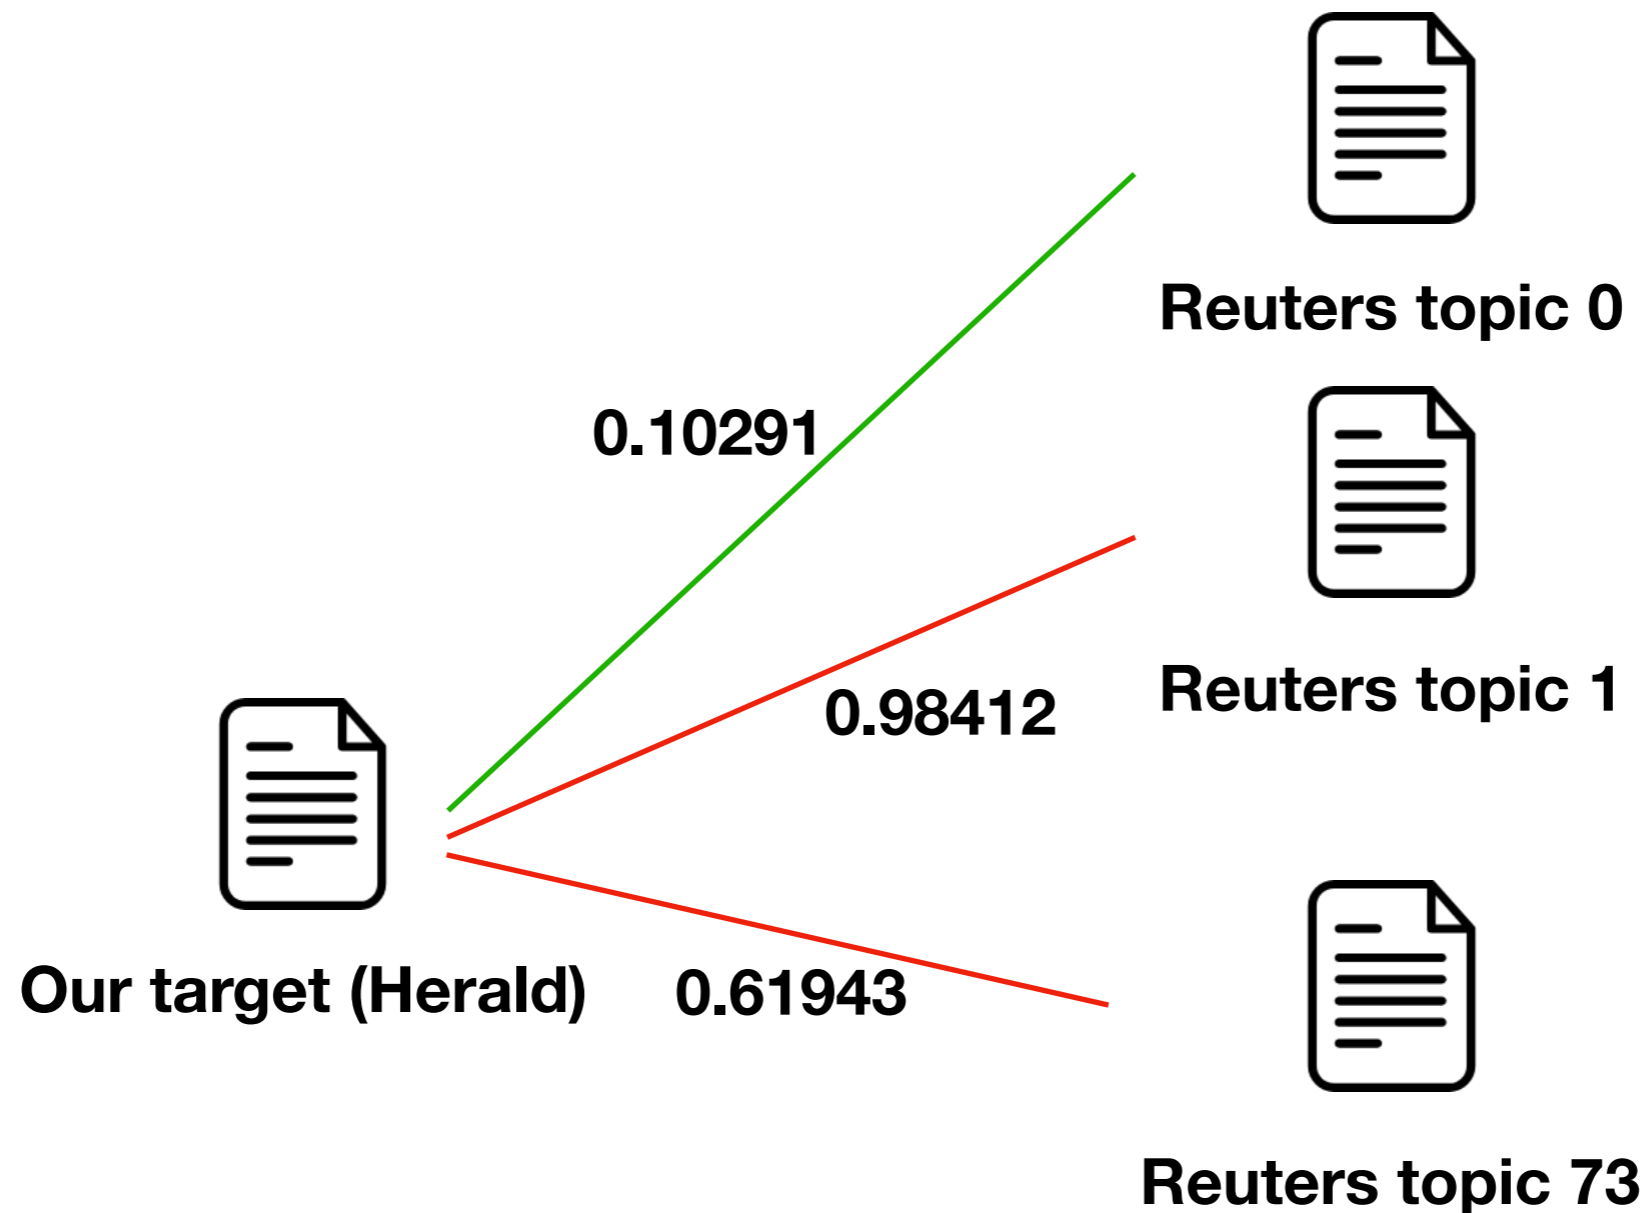 Reuters topic 0
0.10291
Reuters topic 1
0.98412
Our target (Herald)
0.61943
Reuters topic 73